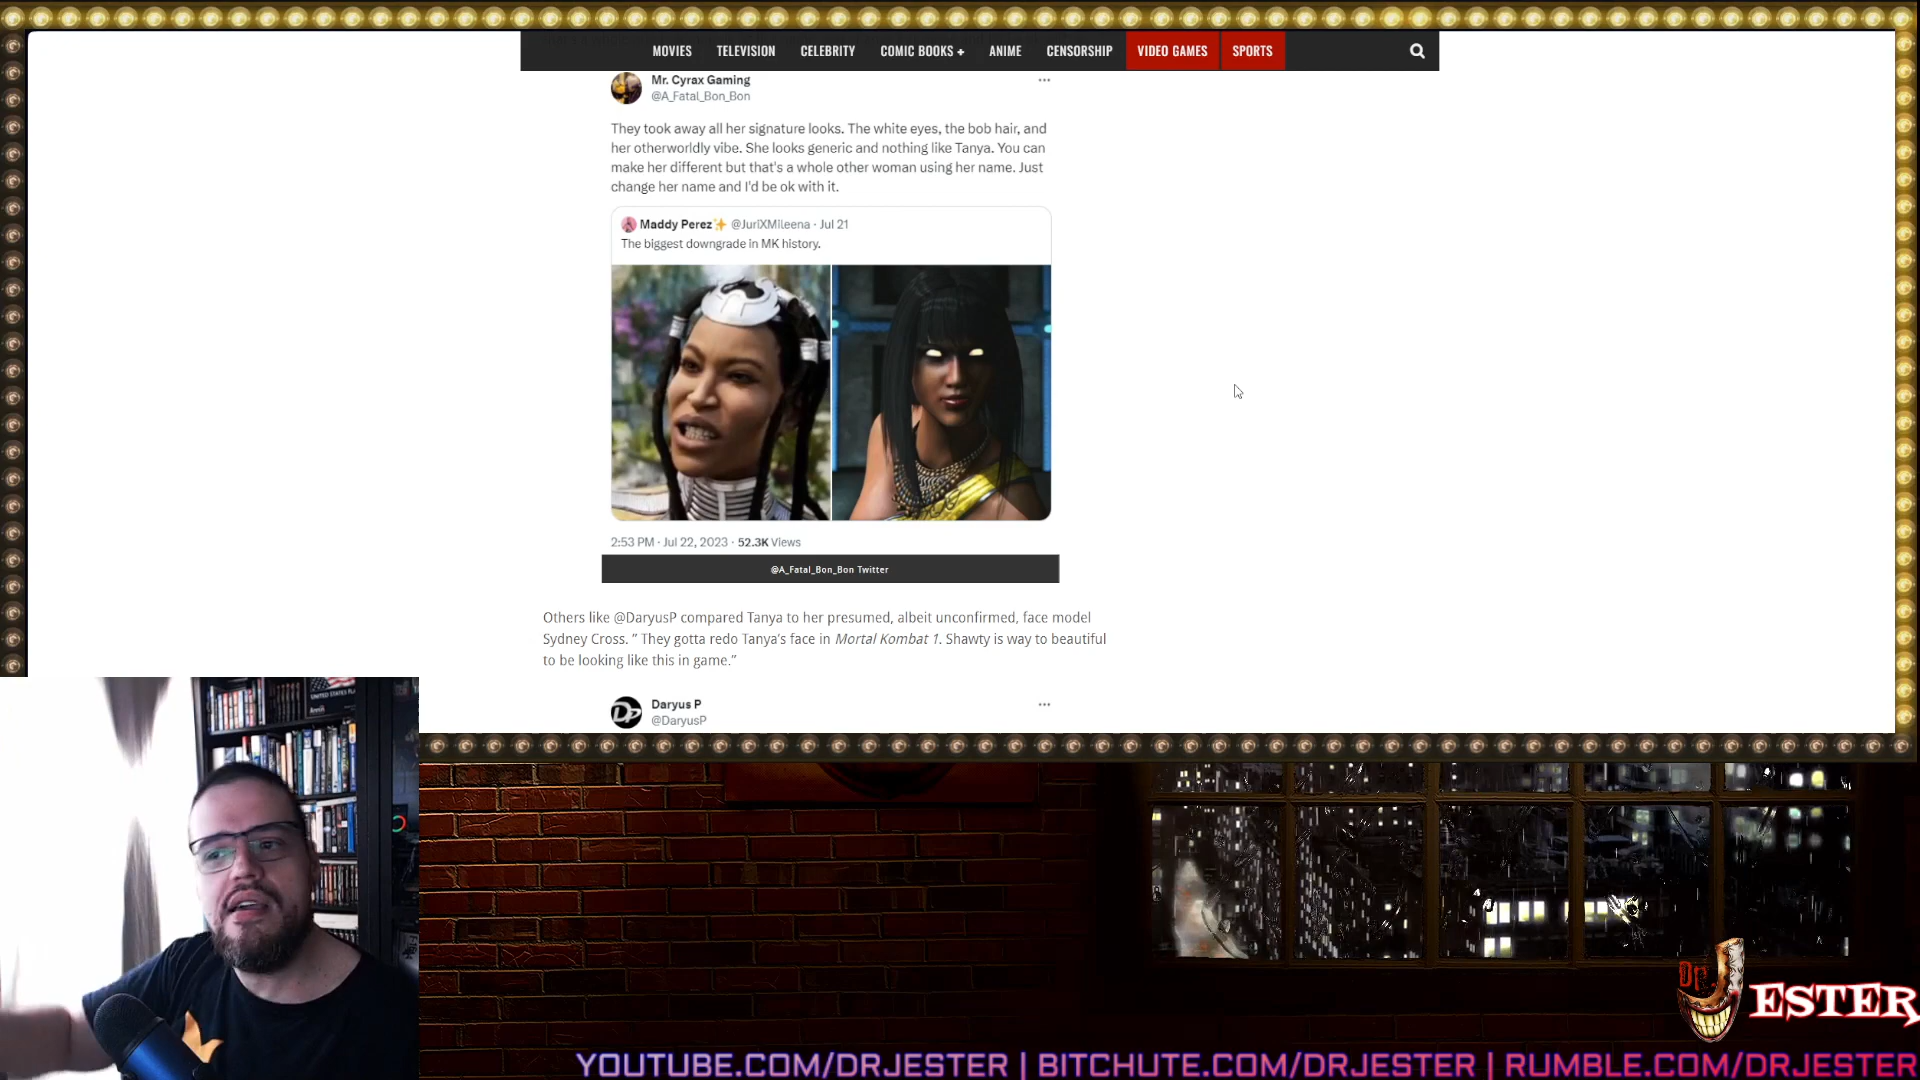 MOVIES TELEVISION CELEBRITY COMIC BOOKS + ANIME CENSORSHIP VIDEO GAMES SPORTS
Mr. Cyrax Gaming
@A_Fatal_Bon_Bon
They took away all her signature looks. The white eyes, the bob hair, and
her otherworldly vibe. She looks generic and nothing like Tanya. You can
make her different but that's a whole other woman using her name. Just
change her name and I'd be ok with it.
Maddy Perez✨ @JuriXMileena · Jul 21
The biggest downgrade in MK history.
2:53 PM · Jul 22, 2023 · 52.3K Views
@A_Fatal_Bon_Bon Twitter
Others like @DaryusP compared Tanya to her presumed, albeit unconfirmed, face model
Sydney Cross. " They gotta redo Tanya's face in Mortal Kombat 1. Shawty is way to beautiful
to be looking like this in game."
Daryus P
@DaryusP
UNITED STATES
Dr. JESTER
YOUTUBE.COM/DRJESTER | BITCHUTE.COM/DRJESTER | RUMBLE.COM/DRJESTER